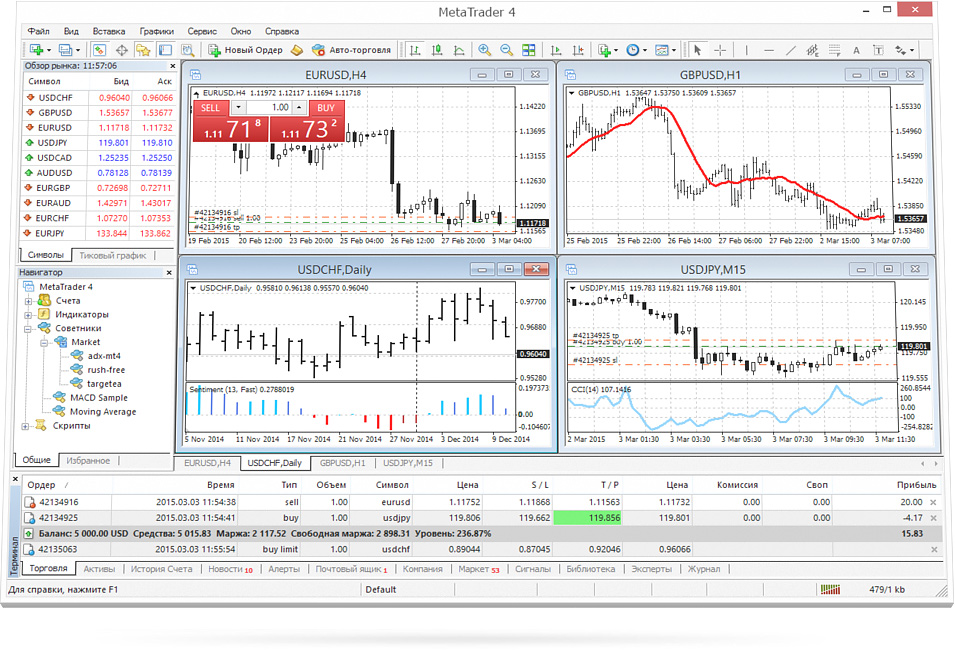 MetaTrader 4
Файл Вид Вставка Графики Сервис Окно Справка
Новый Ордер Авто-торговля
Обзор рынка: 11:57:06
Символ Бид Аск
USDCHF 0.96040 0.96066
GBPUSD 1.53657 1.53677
EURUSD 1.11718 1.11732
USDJPY 119.801 119.810
USDCAD 1.25235 1.25250
AUDUSD 0.78128 0.78139
EURGBP 0.72698 0.72711
EURAUD 1.42971 1.43017
EURCHF 1.07270 1.07353
EURJPY 133.844 133.862
Символы Тиковый график
Навигатор
MetaTrader 4
Счета
Индикаторы
Советники
Market
adx-mt4
rush-free
targetea
MACD Sample
Moving Average
Скрипты
Общие Избранное
EURUSD,H4
EURUSD,H4 1.11972 1.12117 1.11694 1.11718
SELL 1.00 BUY
1.11 71 8 1.11 73 2
1.14220
1.13695
1.13155
1.12630
1.12090
1.11718
1.11565
#42134916 sl
#42134916 sell 1.00
#42134916 tp
19 Feb 2015 20 Feb 12:00 23 Feb 20:00 25 Feb 04:00 26 Feb 12:00 27 Feb 20:00 3 Mar 04:00
GBPUSD,H1
GBPUSD,H1 1.53647 1.53750 1.53609 1.53657
1.55330
1.54960
1.54590
1.54220
1.53850
1.53657
1.53480
25 Feb 2015 25 Feb 22:00 26 Feb 14:00 27 Feb 06:00 27 Feb 22:00 2 Mar 15:00 3 Mar 07:00
USDCHF,Daily
USDCHF,Daily 0.95810 0.96138 0.95570 0.96040
0.97700
0.96880
0.96040
0.95280
Sentiment (13, Fast) 0.2788019
0.197373
0.00
-0.104607
5 Nov 2014 11 Nov 2014 17 Nov 2014 21 Nov 2014 27 Nov 2014 3 Dec 2014 9 Dec 2014
USDJPY,M15
USDJPY,M15 119.783 119.821 119.768 119.801
120.145
119.950
119.801
119.750
119.555
#42134925 tp
#42134925 buy 1.00
#42134925 sl
CCI(14) 107.1416
260.8544
100
0.00
-100
-254.8282
2 Mar 2015 3 Mar 01:30 3 Mar 03:30 3 Mar 05:30 3 Mar 07:30 3 Mar 09:30 3 Mar 11:30
EURUSD,H4 USDCHF,Daily GBPUSD,H1 USDJPY,M15
Ордер / Время Тип Объем Символ Цена S / L T / P Цена Комиссия Своп Прибыль
42134916 2015.03.03 11:54:38 sell 1.00 eurusd 1.11752 1.11868 1.11563 1.11732 0.00 0.00 20.00
42134925 2015.03.03 11:54:41 buy 1.00 usdjpy 119.806 119.662 119.856 119.801 0.00 0.00 -4.17
Баланс: 5 000.00 USD Средства: 5 015.83 Маржа: 2 117.52 Свободная маржа: 2 898.31 Уровень: 236.87% 15.83
42135063 2015.03.03 11:55:54 buy limit 1.00 usdchf 0.89044 0.87045 0.92046 0.96066
Терминал
Торговля Активы История Счета Новости 10 Алерты Почтовый ящик 1 Компания Маркет 53 Сигналы Библиотека Эксперты Журнал
Для справки, нажмите F1 Default 479/1 kb